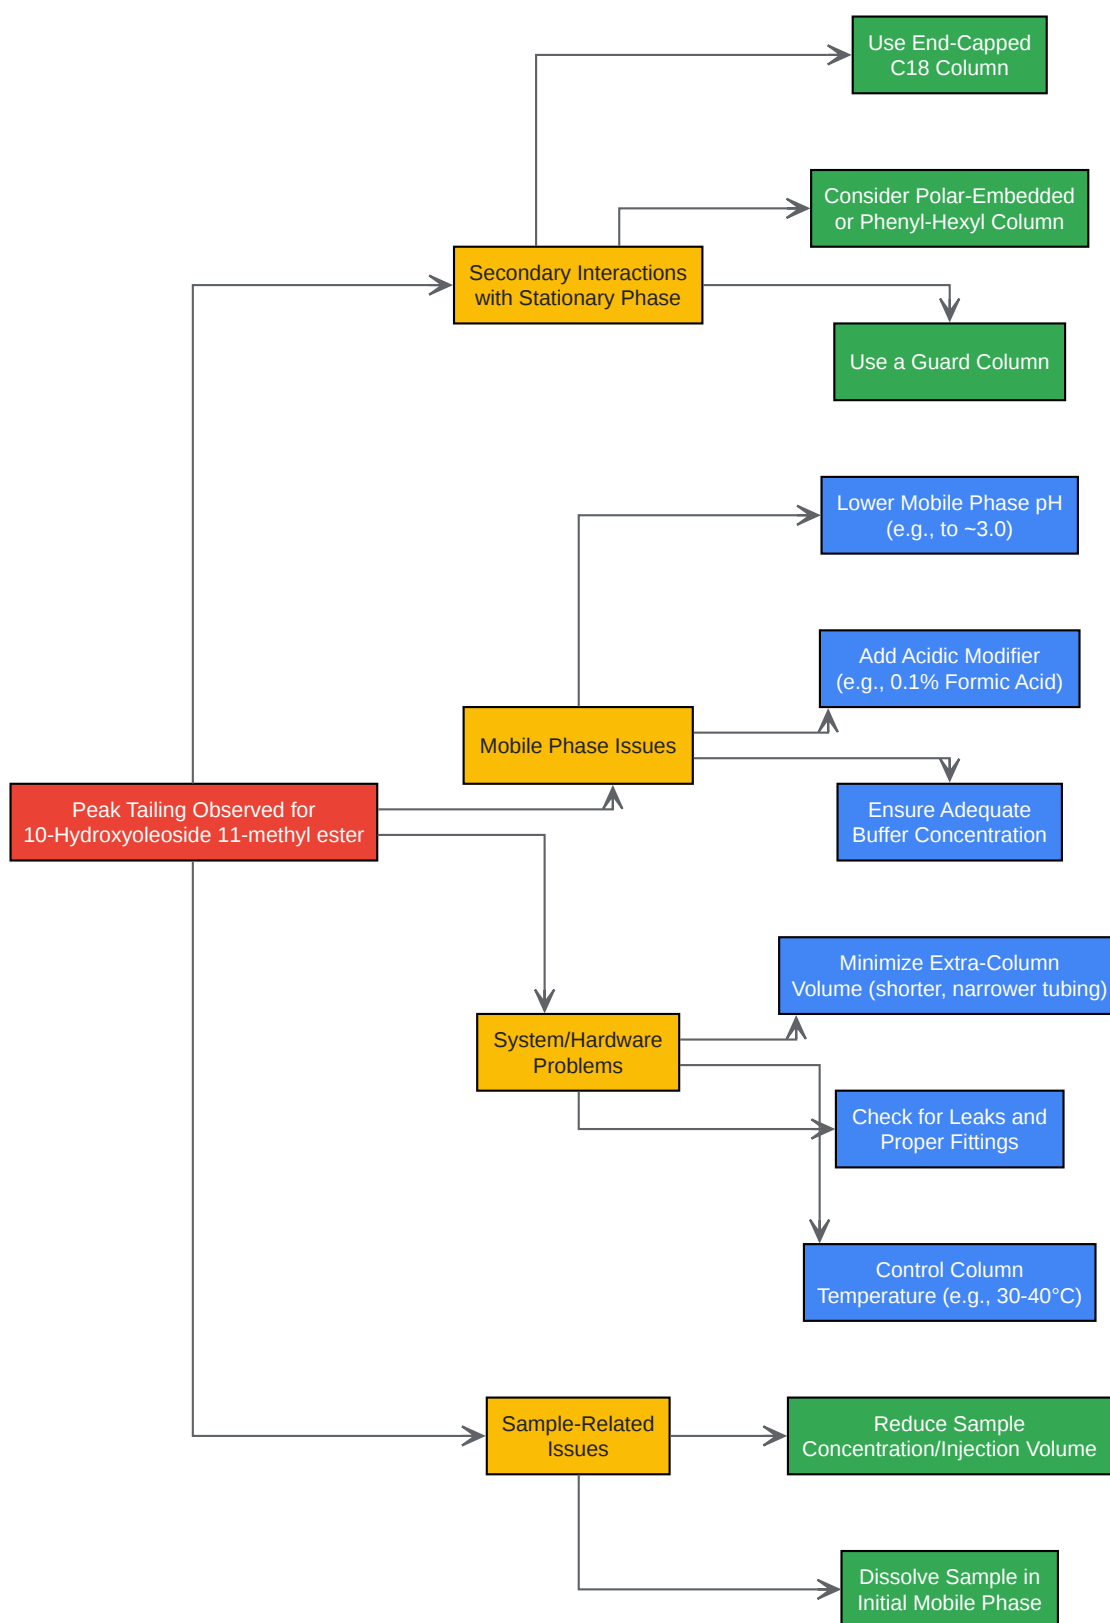 Use End-Capped
C18 Column
Consider Polar-Embedded
or Phenyl-Hexyl Column
Secondary Interactions
with Stationary Phase
Use a Guard Column
Lower Mobile Phase pH
(e.g., to ~3.0)
Add Acidic Modifier
(e.g., 0.1% Formic Acid)
Mobile Phase Issues
Peak Tailing Observed for
10-Hydroxyoleoside 11-methyl ester
Ensure Adequate
Buffer Concentration
Minimize Extra-Column
Volume (shorter, narrower tubing)
System/Hardware
Problems
Check for Leaks and
Proper Fittings
Control Column
Temperature (e.g., 30-40°C)
Sample-Related
Issues
Reduce Sample
Concentration/Injection Volume
Dissolve Sample in
Initial Mobile Phase